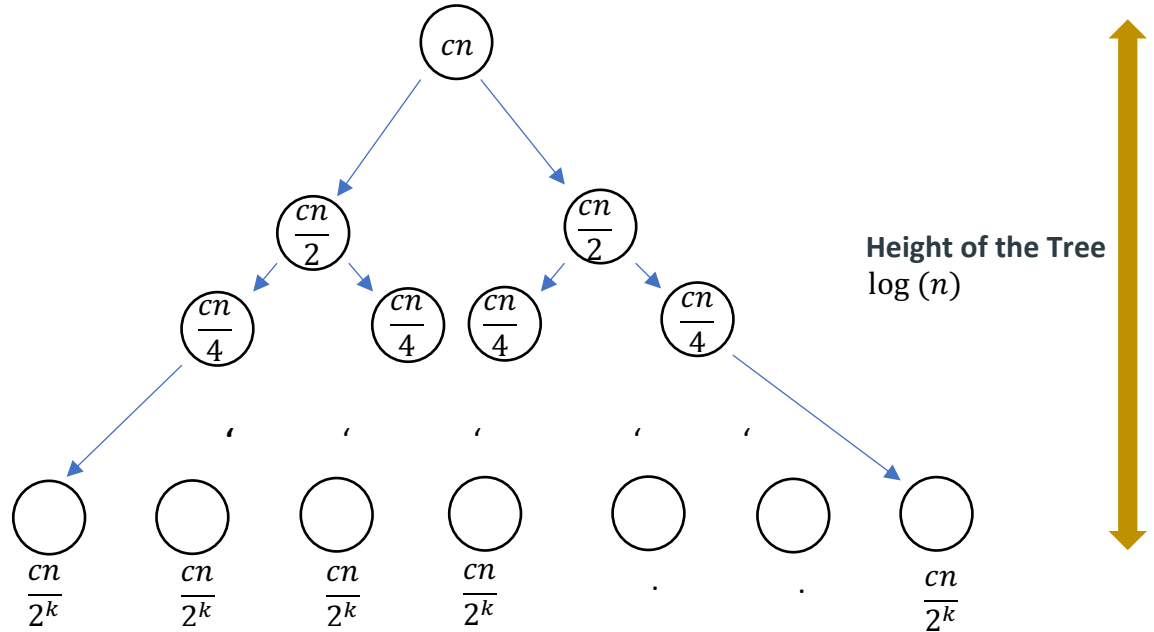 cn
cn/2 cn/2
Height of the Tree
log (n)
cn/4 cn/4 cn/4 cn/4
‘ ‘ ‘ ‘ ‘
cn/2^k cn/2^k cn/2^k cn/2^k . . cn/2^k